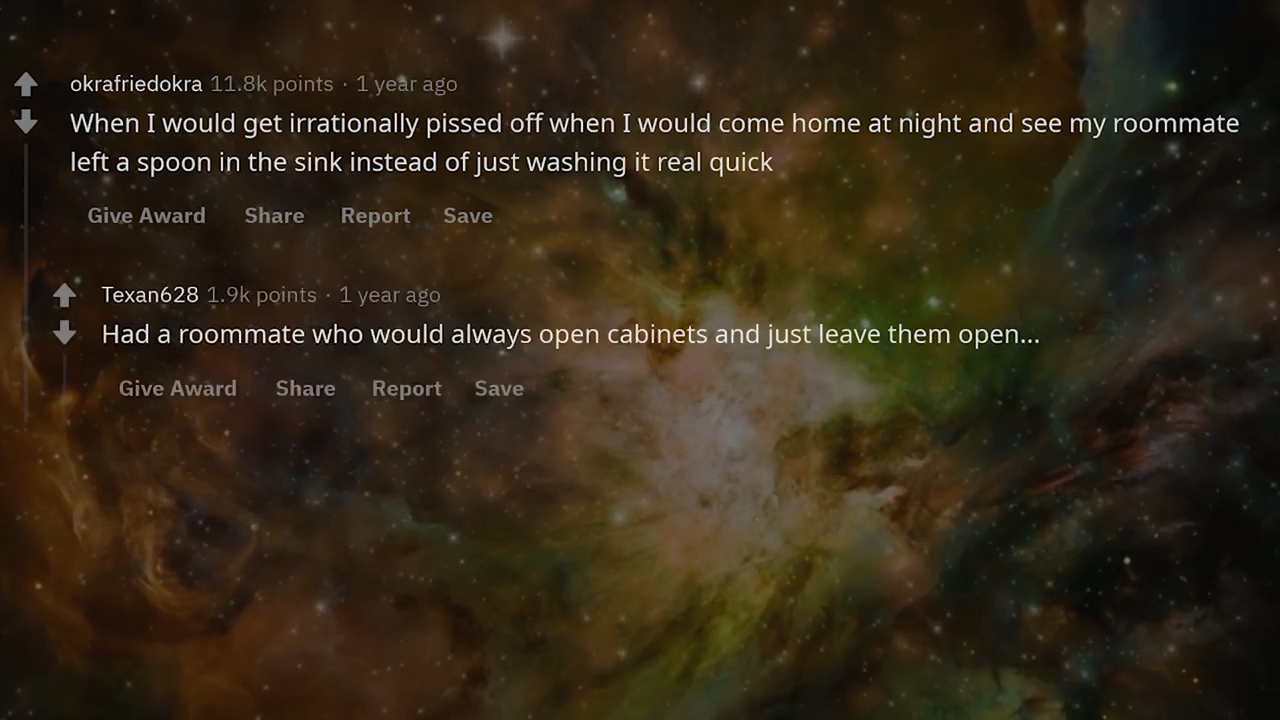 okrafriedokra 11.8k points · 1 year ago
When I would get irrationally pissed off when I would come home at night and see my roommate
left a spoon in the sink instead of just washing it real quick
Give Award Share Report Save
Texan628 1.9k points · 1 year ago
Had a roommate who would always open cabinets and just leave them open...
Give Award Share Report Save